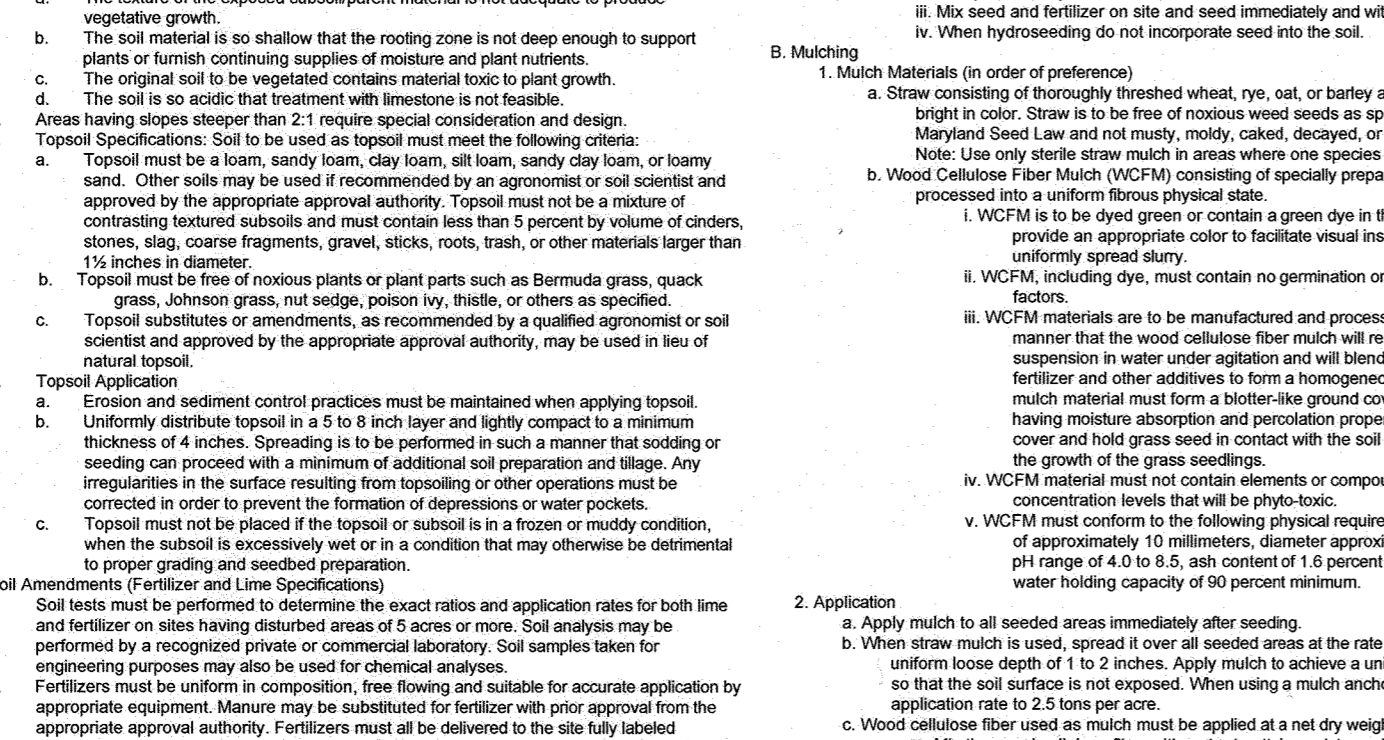 vegetative growth.
b. The soil material is so shallow that the rooting zone is not deep enough to support
plants or furnish continuing supplies of moisture and plant nutrients.
c. The original soil to be vegetated contains material toxic to plant growth.
d. The soil is so acidic that treatment with limestone is not feasible.
Areas having slopes steeper than 2:1 require special consideration and design.
Topsoil Specifications: Soil to be used as topsoil must meet the following criteria:
a. Topsoil must be a loam, sandy loam, clay loam, silt loam, sandy clay loam, or loamy
sand. Other soils may be used if recommended by an agronomist or soil scientist and
approved by the appropriate approval authority. Topsoil must not be a mixture of
contrasting textured subsoils and must contain less than 5 percent by volume of cinders,
stones, slag, coarse fragments, gravel, sticks, roots, trash, or other materials larger than
1½ inches in diameter.
b. Topsoil must be free of noxious plants or plant parts such as Bermuda grass, quack
grass, Johnson grass, nut sedge, poison ivy, thistle, or others as specified.
c. Topsoil substitutes or amendments, as recommended by a qualified agronomist or soil
scientist and approved by the appropriate approval authority, may be used in lieu of
natural topsoil.
Topsoil Application
a. Erosion and sediment control practices must be maintained when applying topsoil.
b. Uniformly distribute topsoil in a 5 to 8 inch layer and lightly compact to a minimum
thickness of 4 inches. Spreading is to be performed in such a manner that sodding or
seeding can proceed with a minimum of additional soil preparation and tillage. Any
irregularities in the surface resulting from topsoiling or other operations must be
corrected in order to prevent the formation of depressions or water pockets.
c. Topsoil must not be placed if the topsoil or subsoil is in a frozen or muddy condition,
when the subsoil is excessively wet or in a condition that may otherwise be detrimental
to proper grading and seedbed preparation.
oil Amendments (Fertilizer and Lime Specifications)
Soil tests must be performed to determine the exact ratios and application rates for both lime
and fertilizer on sites having disturbed areas of 5 acres or more. Soil analysis may be
performed by a recognized private or commercial laboratory. Soil samples taken for
engineering purposes may also be used for chemical analyses.
Fertilizers must be uniform in composition, free flowing and suitable for accurate application by
appropriate equipment. Manure may be substituted for fertilizer with prior approval from the
appropriate approval authority. Fertilizers must all be delivered to the site fully labeled
iii. Mix seed and fertilizer on site and seed immediately and wit
iv. When hydroseeding do not incorporate seed into the soil.
B. Mulching
1. Mulch Materials (in order of preference)
a. Straw consisting of thoroughly threshed wheat, rye, oat, or barley a
bright in color. Straw is to be free of noxious weed seeds as sp
Maryland Seed Law and not musty, moldy, caked, decayed, or
Note: Use only sterile straw mulch in areas where one species
b. Wood Cellulose Fiber Mulch (WCFM) consisting of specially prepa
processed into a uniform fibrous physical state.
i. WCFM is to be dyed green or contain a green dye in th
provide an appropriate color to facilitate visual ins
uniformly spread slurry.
ii. WCFM, including dye, must contain no germination or
factors.
iii. WCFM materials are to be manufactured and process
manner that the wood cellulose fiber mulch will re
suspension in water under agitation and will blend
fertilizer and other additives to form a homogeneo
mulch material must form a blotter-like ground cov
having moisture absorption and percolation proper
cover and hold grass seed in contact with the soil
the growth of the grass seedlings.
iv. WCFM material must not contain elements or compou
concentration levels that will be phyto-toxic.
v. WCFM must conform to the following physical require
of approximately 10 millimeters, diameter approxi
pH range of 4.0 to 8.5, ash content of 1.6 percent
water holding capacity of 90 percent minimum.
2. Application
a. Apply mulch to all seeded areas immediately after seeding.
b. When straw mulch is used, spread it over all seeded areas at the rate
uniform loose depth of 1 to 2 inches. Apply mulch to achieve a uni
so that the soil surface is not exposed. When using a mulch ancho
application rate to 2.5 tons per acre.
c. Wood cellulose fiber used as mulch must be applied at a net dry weigh